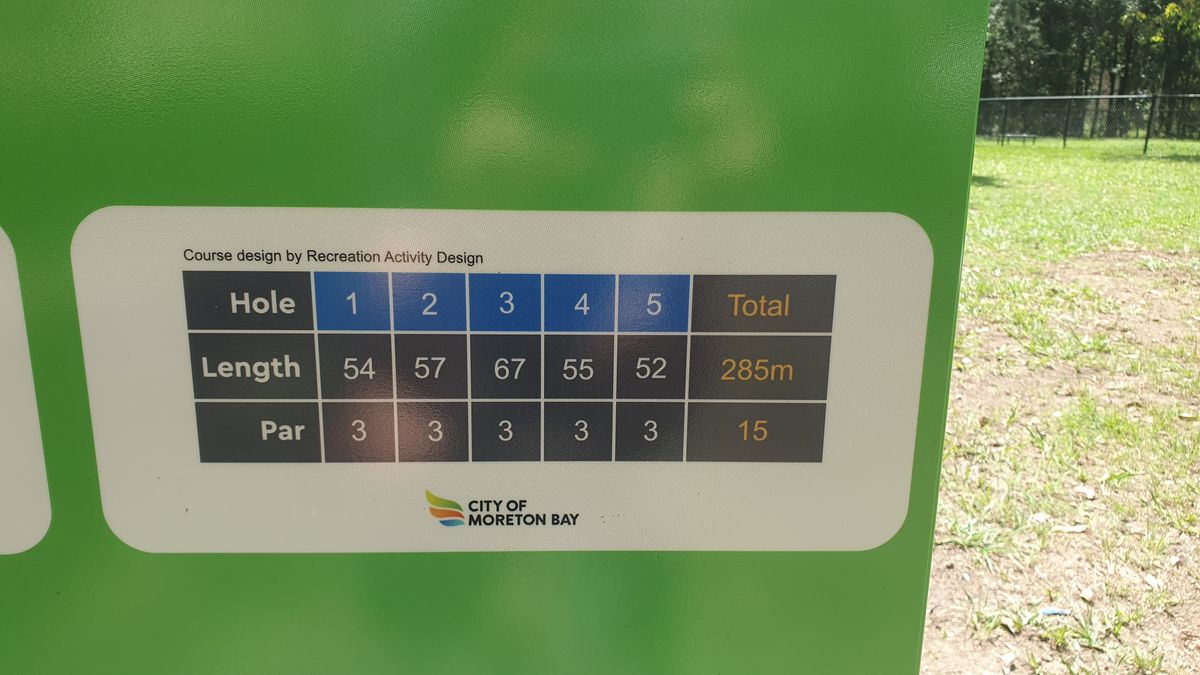 Course design by Recreation Activity Design
Hole 1 2 3 4 5 Total
Length 54 57 67 55 52 285m
Par 3 3 3 3 3 15
CITY OF
MORETON BAY